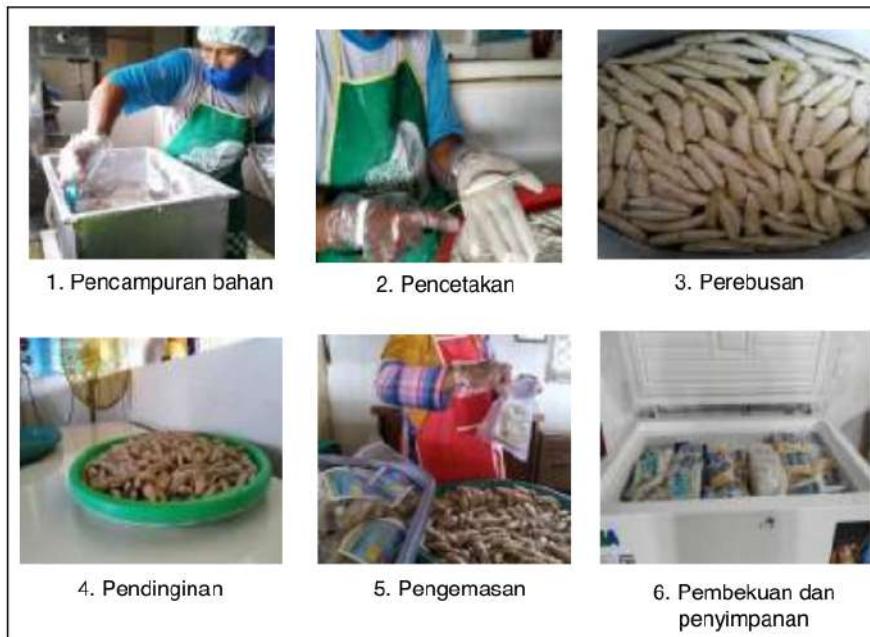 1. Pencampuran bahan
2. Pencetakan
3. Perebusan
4. Pendinginan
5. Pengemasan
6. Pembekuan dan
penyimpanan